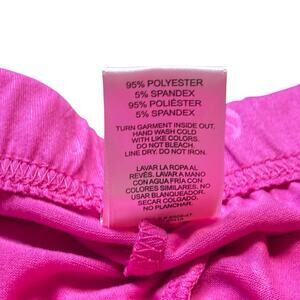 95% POLYESTER
5% SPANDEX
95% POLIÉSTER
5% SPANDEX
TURN GARMENT INSIDE OUT.
HAND WASH COLD
WITH LIKE COLORS.
DO NOT BLEACH.
LINE DRY. DO NOT IRON.
LAVAR LA ROPA AL
REVÉS. LAVAR A MANO
CON AGUA FRÍA CON
COLORES SIMILARES. NO
USAR BLANQUEADOR.
SECAR COLGADO.
NO PLANCHAR.